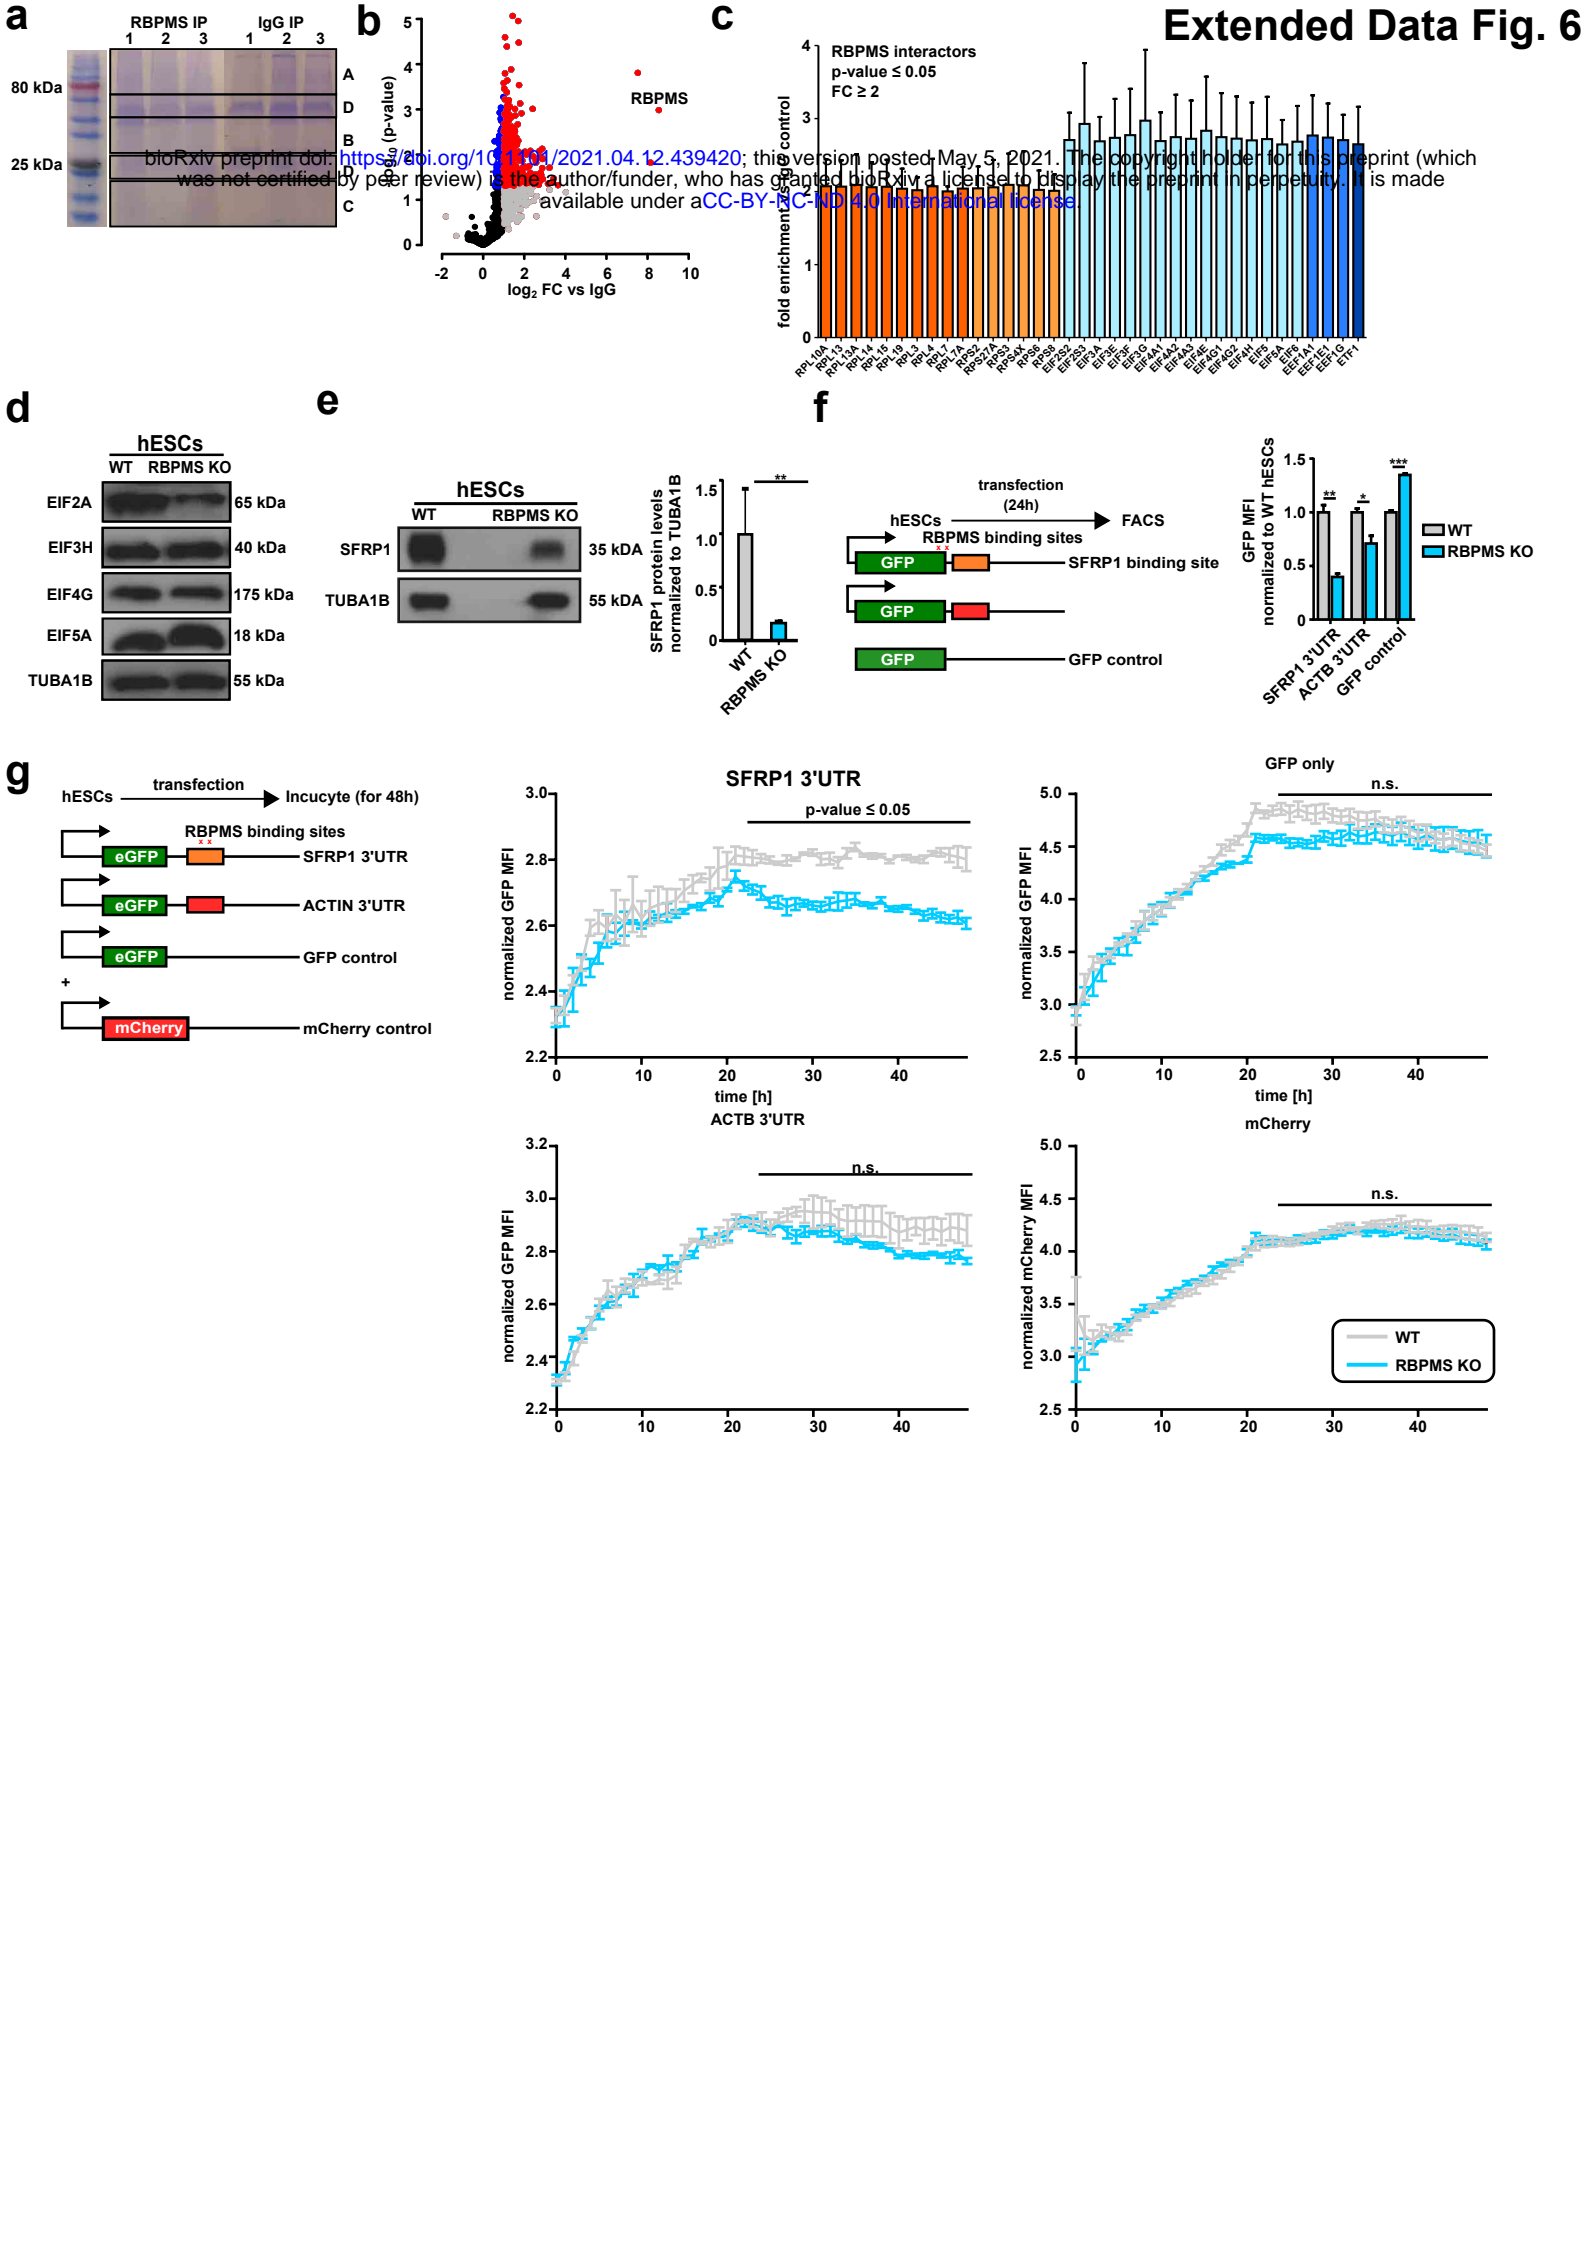 Extended Data Fig. 6
a
RBPMS IP
IgG IP
1 2 3 1 2 3
80 kDa
25 kDa
A
D
B
D
C
b
5
4
3
2
1
0
-log10 (p-value)
RBPMS
-2 0 2 4 6 8 10
log2 FC vs IgG
c
RBPMS interactors
p-value ≤ 0.05
FC ≥ 2
4
3
2
1
0
fold enrichment vs IgG control
RPL10A RPL13 RPL13A RPL14 RPL15 RPL19 RPL3 RPL4 RPL7 RPL7A RPS2 RPS27A RPS3 RPS4X RPS6 RPS8 EIF2S2 EIF2S3 EIF3A EIF3E EIF3F EIF3G EIF4A1 EIF4A2 EIF4A3 EIF4E EIF4G1 EIF4G2 EIF4H EIF5 EIF5A EIF6 EEF1A1 EEF1E1 EEF1G ETF1
bioRxiv preprint doi: https://doi.org/10.1101/2021.04.12.439420; this version posted May 5, 2021. The copyright holder for this preprint (which
was not certified by peer review) is the author/funder, who has granted bioRxiv a license to display the preprint in perpetuity. It is made
available under aCC-BY-NC-ND 4.0 International license.
d
hESCs
WT RBPMS KO
EIF2A 65 kDa
EIF3H 40 kDa
EIF4G 175 kDa
EIF5A 18 kDa
TUBA1B 55 kDa
e
hESCs
WT RBPMS KO
SFRP1 35 kDA
TUBA1B 55 kDA
SFRP1 protein levels
normalized to TUBA1B
1.5
1.0
0.5
0
**
WT
RBPMS KO
f
transfection
(24h)
hESCs FACS
RBPMS binding sites
x x
GFP SFRP1 binding site
GFP
GFP GFP control
GFP MFI
normalized to WT hESCs
1.5
1.0
0.5
0
** * ***
SFRP1 3'UTR
ACTB 3'UTR
GFP control
WT
RBPMS KO
g
transfection
hESCs Incucyte (for 48h)
RBPMS binding sites
x x
eGFP SFRP1 3'UTR
eGFP ACTIN 3'UTR
eGFP GFP control
+
mCherry mCherry control
SFRP1 3'UTR
p-value ≤ 0.05
normalized GFP MFI
3.0
2.8
2.6
2.4
2.2
0 10 20 30 40
time [h]
GFP only
n.s.
normalized GFP MFI
5.0
4.5
4.0
3.5
3.0
2.5
0 10 20 30 40
time [h]
ACTB 3'UTR
n.s.
normalized GFP MFI
3.2
3.0
2.8
2.6
2.4
2.2
0 10 20 30 40
mCherry
n.s.
normalized mCherry MFI
5.0
4.5
4.0
3.5
3.0
2.5
0 10 20 30 40
WT
RBPMS KO